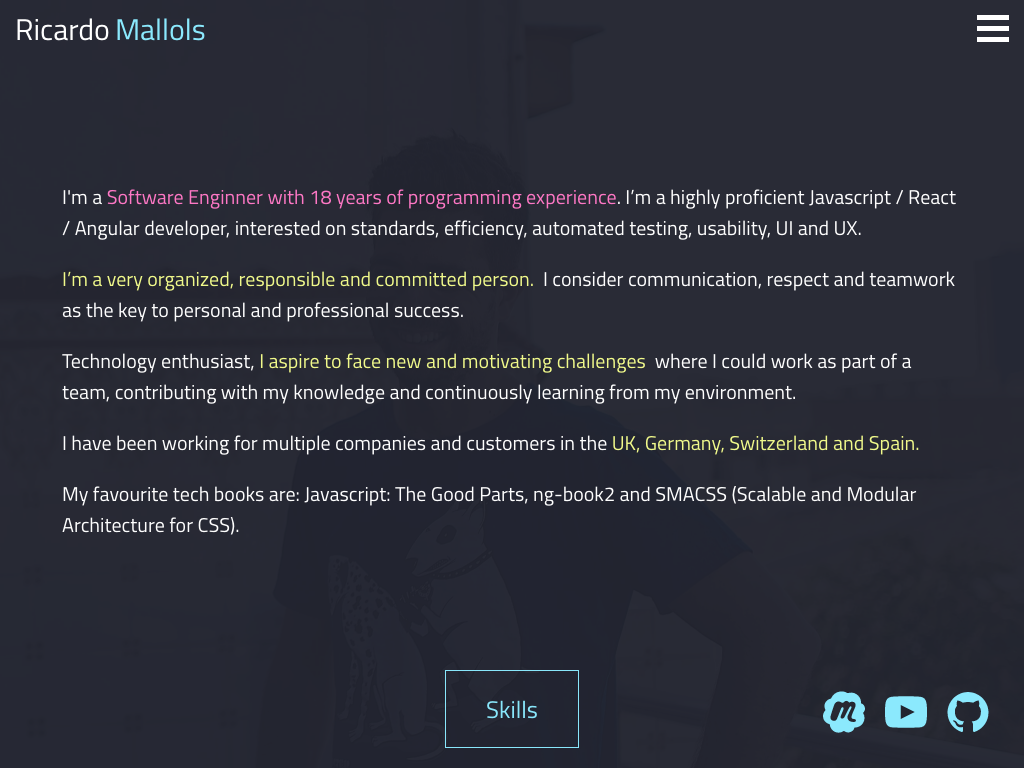 Ricardo Mallols
I'm a Software Enginner with 18 years of programming experience. I’m a highly proficient Javascript / React
/ Angular developer, interested on standards, efficiency, automated testing, usability, UI and UX.
I’m a very organized, responsible and committed person. I consider communication, respect and teamwork
as the key to personal and professional success.
Technology enthusiast, I aspire to face new and motivating challenges where I could work as part of a
team, contributing with my knowledge and continuously learning from my environment.
I have been working for multiple companies and customers in the UK, Germany, Switzerland and Spain.
My favourite tech books are: Javascript: The Good Parts, ng-book2 and SMACSS (Scalable and Modular
Architecture for CSS).
Skills